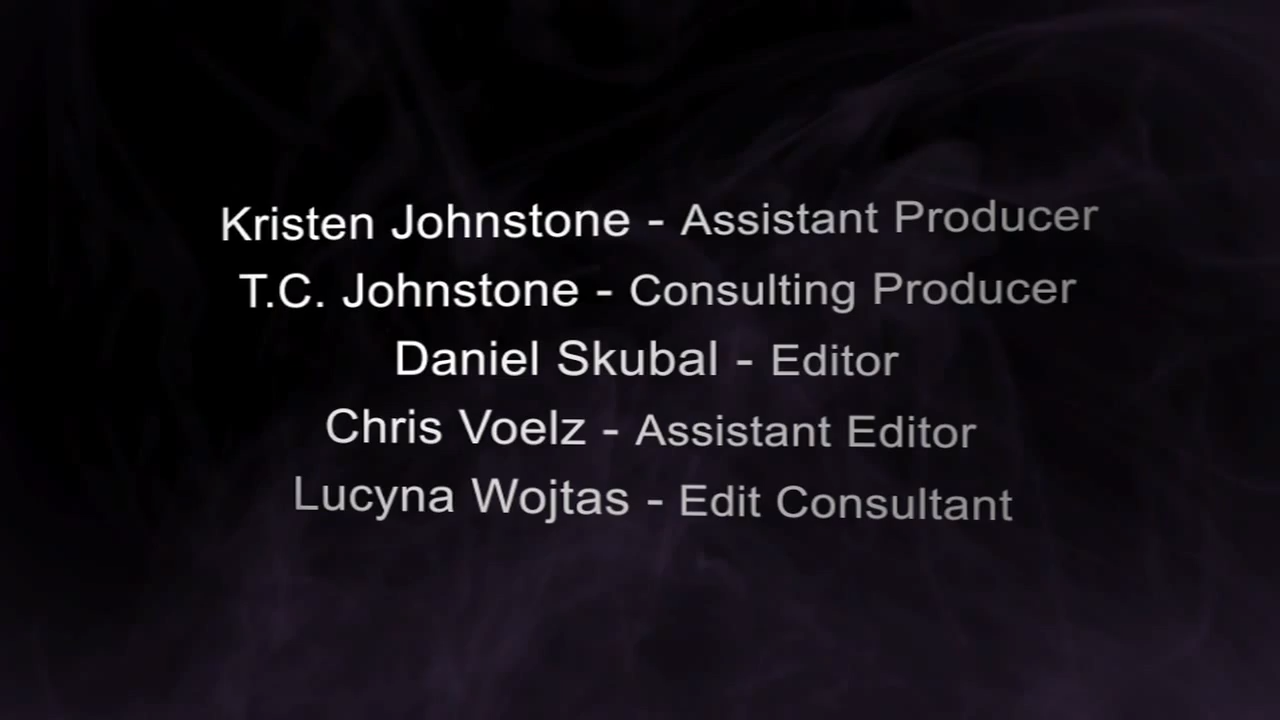 Kristen Johnstone - Assistant Producer
T.C. Johnstone - Consulting Producer
Daniel Skubal - Editor
Chris Voelz - Assistant Editor
Lucyna Wojtas - Edit Consultant